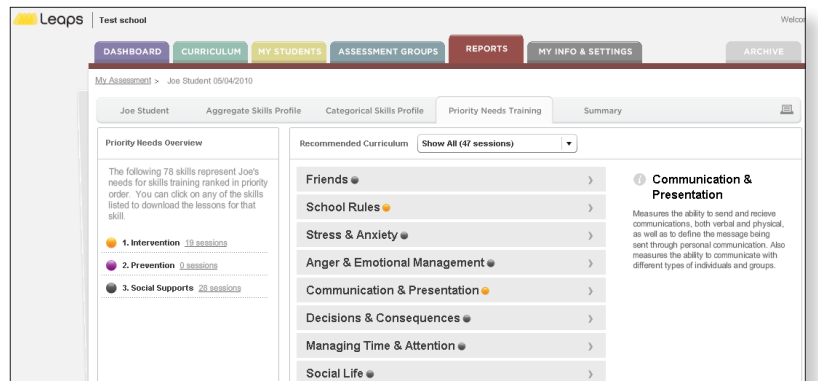 Leaps
Test school
Welcor
DASHBOARD
CURRICULUM
MY STUDENTS
ASSESSMENT GROUPS
REPORTS
MY INFO & SETTINGS
ARCHIVE
My Assessment > Joe Student 05/04/2010
Joe Student
Aggregate Skills Profile
Categorical Skills Profile
Priority Needs Training
Summary
Priority Needs Overview
The following 78 skills represent Joe's
needs for skills training ranked in priority
order. You can click on any of the skills
listed to download the lessons for that
skill.
1. Intervention 19 sessions
2. Prevention 0 sessions
3. Social Supports 28 sessions
Recommended Curriculum Show All (47 sessions)
Friends
School Rules
Stress & Anxiety
Anger & Emotional Management
Communication & Presentation
Decisions & Consequences
Managing Time & Attention
Social Life
Communication &
Presentation
Measures the ability to send and recieve
communications, both verbal and physical,
as well as to define the message being
sent through personal communication. Also
measures the ability to communicate with
different types of individuals and groups.